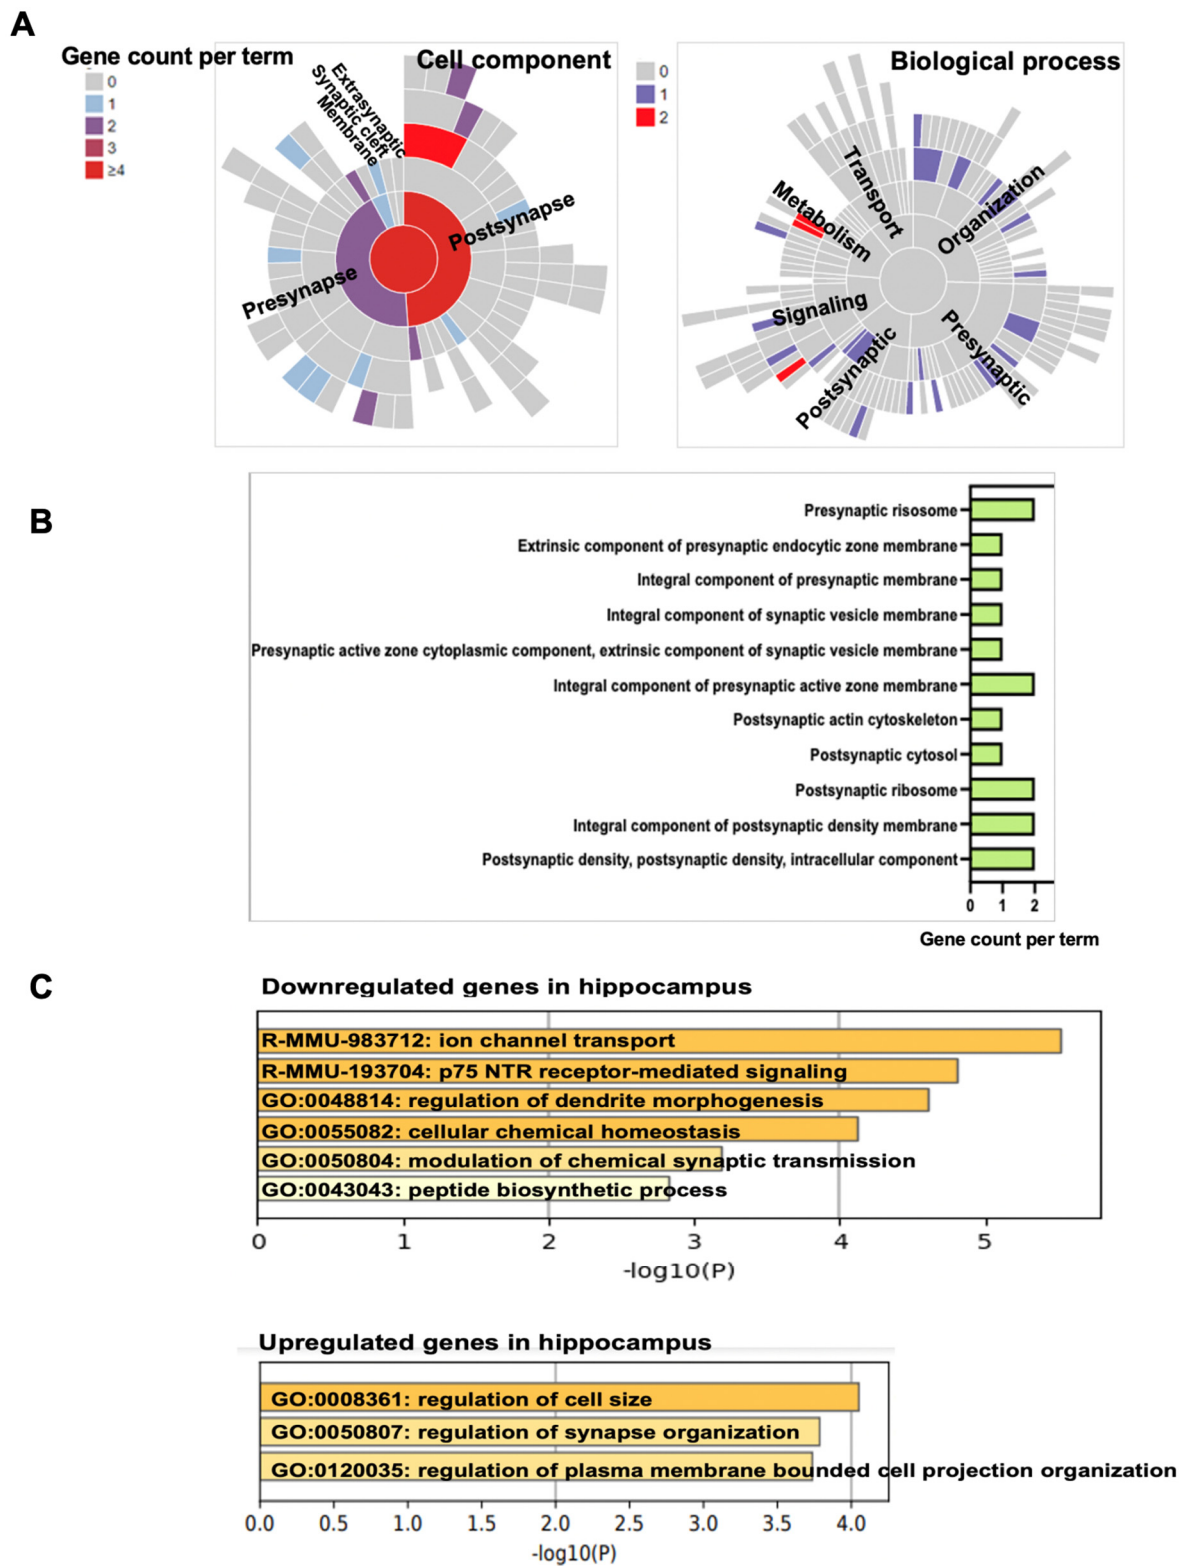 A
Gene count per term
0
1
2
3
≥4
Cell component
Extrasynaptic
Synaptic cleft
Membrane
Postsynapse
Presynapse
0
1
2
Biological process
Transport
Organization
Metabolism
Signaling
Postsynaptic
Presynaptic
B
Presynaptic risosome
Extrinsic component of presynaptic endocytic zone membrane
Integral component of presynaptic membrane
Integral component of synaptic vesicle membrane
Presynaptic active zone cytoplasmic component, extrinsic component of synaptic vesicle membrane
Integral component of presynaptic active zone membrane
Postsynaptic actin cytoskeleton
Postsynaptic cytosol
Postsynaptic ribosome
Integral component of postsynaptic density membrane
Postsynaptic density, postsynaptic density, intracellular component
0 1 2
Gene count per term
C
Downregulated genes in hippocampus
R-MMU-983712: ion channel transport
R-MMU-193704: p75 NTR receptor-mediated signaling
GO:0048814: regulation of dendrite morphogenesis
GO:0055082: cellular chemical homeostasis
GO:0050804: modulation of chemical synaptic transmission
GO:0043043: peptide biosynthetic process
0 1 2 3 4 5
-log10(P)
Upregulated genes in hippocampus
GO:0008361: regulation of cell size
GO:0050807: regulation of synapse organization
GO:0120035: regulation of plasma membrane bounded cell projection organization
0.0 0.5 1.0 1.5 2.0 2.5 3.0 3.5 4.0
-log10(P)